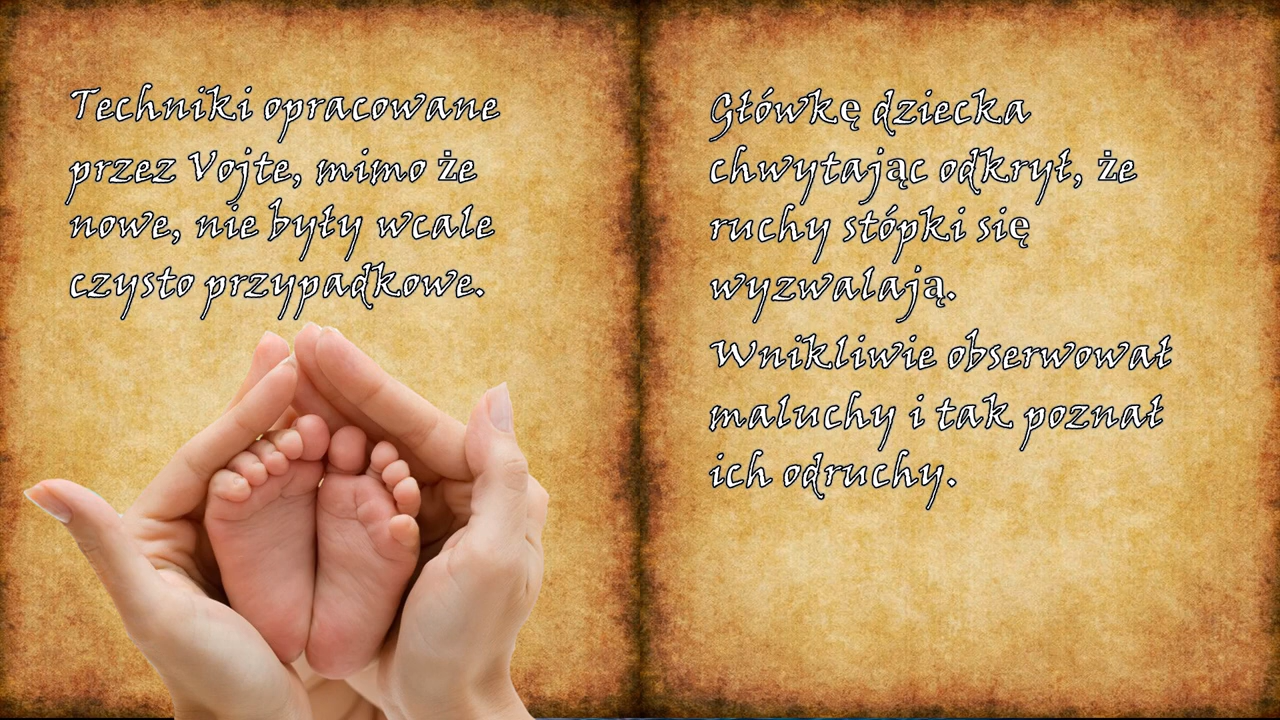 Techniki opracowane
przez Vojte, mimo że
nowe, nie były wcale
czysto przypadkowe.
Główkę dziecka
chwytając odkrył, że
ruchy stópki się
wyzwalają.
Wnikliwie obserwował
maluchy i tak poznał
ich odruchy.